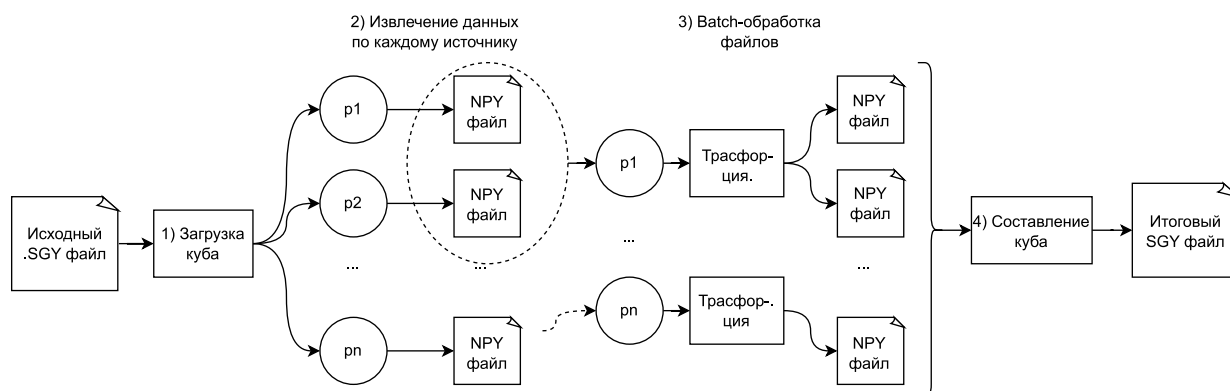 2) Извлечение данных
по каждому источнику
3) Batch-обработка
файлов
Исходный
.SGY файл
1) Загрузка
куба
p1
NPY
файл
p2
NPY
файл
...
...
pn
NPY
файл
p1
Трасфор-
ция.
...
pn
Трасфор-.
ция
NPY
файл
NPY
файл
...
NPY
файл
4) Составление
куба
Итоговый
SGY файл